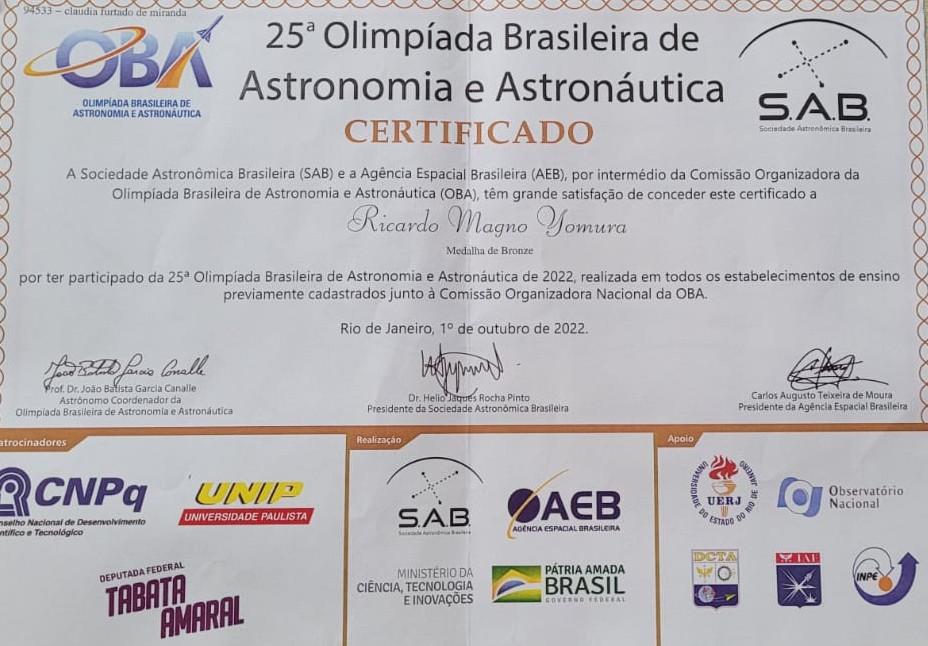 94533 – claudia furtado de miranda
OBA
OLIMPÍADA BRASILEIRA DE
ASTRONOMIA E ASTRONÁUTICA
25ª Olimpíada Brasileira de
Astronomia e Astronáutica
CERTIFICADO
S.A.B.
Sociedade Astronômica Brasileira
A Sociedade Astronômica Brasileira (SAB) e a Agência Espacial Brasileira (AEB), por intermédio da Comissão Organizadora da
Olimpíada Brasileira de Astronomia e Astronáutica (OBA), têm grande satisfação de conceder este certificado a
Ricardo Magno Yomura
Medalha de Bronze
por ter participado da 25ª Olimpíada Brasileira de Astronomia e Astronáutica de 2022, realizada em todos os estabelecimentos de ensino
previamente cadastrados junto à Comissão Organizadora Nacional da OBA.
Rio de Janeiro, 1º de outubro de 2022.
João Batista Garcia Canalle
Prof. Dr. João Batista Garcia Canalle
Astrônomo Coordenador da
Olimpíada Brasileira de Astronomia e Astronáutica
Dr. Helio Jaques Rocha Pinto
Presidente da Sociedade Astronômica Brasileira
Carlos Augusto Teixeira de Moura
Presidente da Agência Espacial Brasileira
atrocinadores
CNPq
nselho Nacional de Desenvolvimento
ntífico e Tecnológico
UNIP
UNIVERSIDADE PAULISTA
DEPUTADA FEDERAL
TABATA
AMARAL
Realização
S.A.B.
Sociedade Astronômica Brasileira
AEB
AGÊNCIA ESPACIAL BRASILEIRA
MINISTÉRIO DA
CIÊNCIA, TECNOLOGIA
E INOVAÇÕES
PÁTRIA AMADA
BRASIL
GOVERNO FEDERAL
Apoio
UNIVERSIDADE DO ESTADO DO RIO DE JANEIRO
UERJ
Observatório
Nacional
DCTA
IAE
INPE